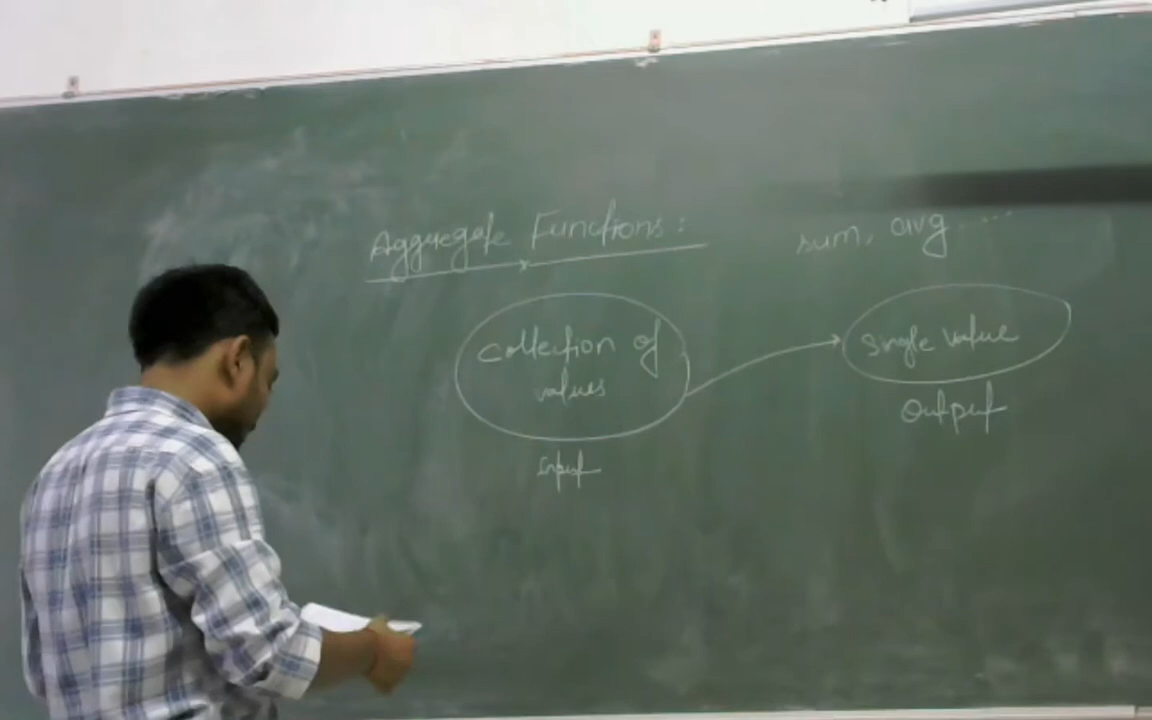 Aggregate Functions: sum, avg ....
Collection of
values
single value
Output
Input